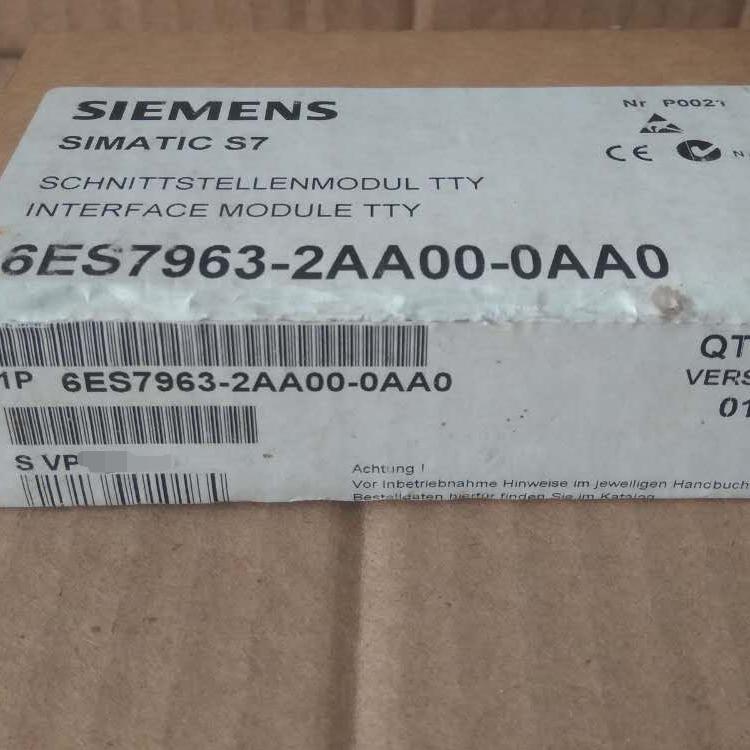 SIEMENS
Nr P0021
SIMATIC S7
CE
N
SCHNITTSTELLENMODUL TTY
INTERFACE MODULE TTY
6ES7963-2AA00-0AA0
QT
1P 6ES7963-2AA00-0AA0
VERS
01
S VP
Achtung !
Vor Inbetriebnahme Hinweise im jeweiligen Handbuch
Bestelldaten hierfür finden Sie im Katalog